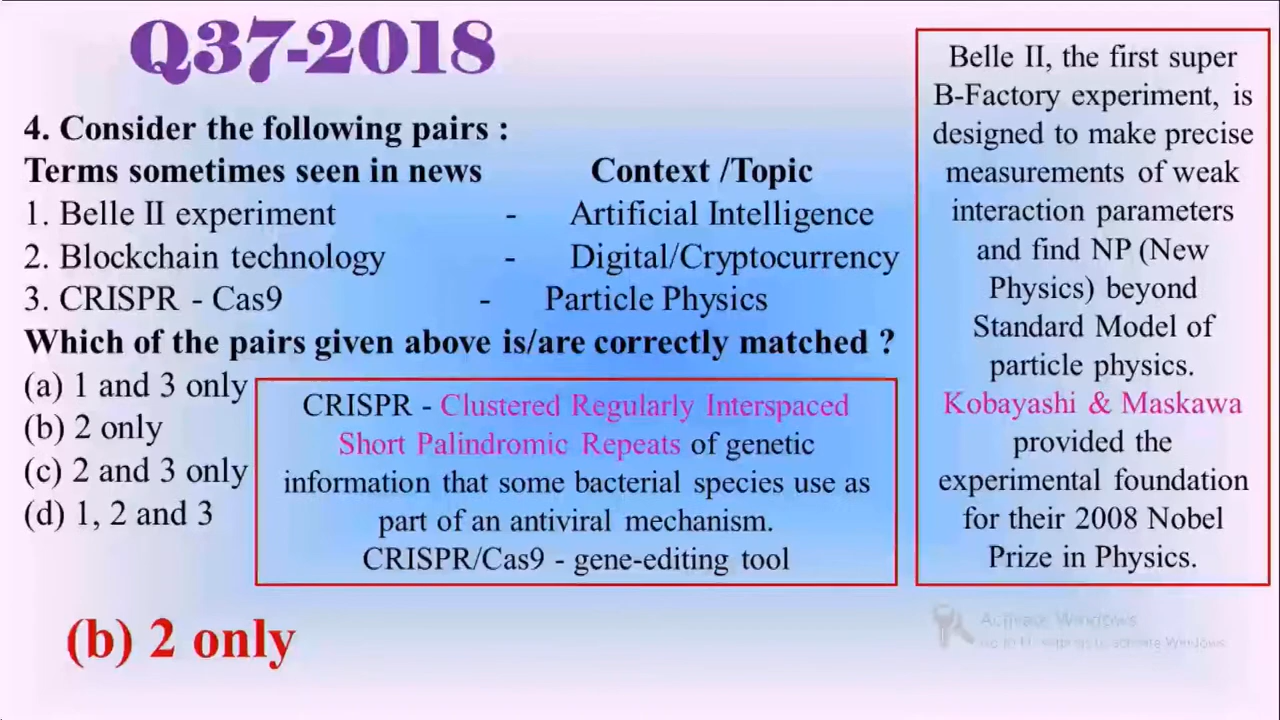 Q37-2018
4. Consider the following pairs :
Terms sometimes seen in news Context /Topic
1. Belle II experiment - Artificial Intelligence
2. Blockchain technology - Digital/Cryptocurrency
3. CRISPR - Cas9 - Particle Physics
Which of the pairs given above is/are correctly matched ?
(a) 1 and 3 only
(b) 2 only
(c) 2 and 3 only
(d) 1, 2 and 3
CRISPR - Clustered Regularly Interspaced
Short Palindromic Repeats of genetic
information that some bacterial species use as
part of an antiviral mechanism.
CRISPR/Cas9 - gene-editing tool
(b) 2 only
Belle II, the first super
B-Factory experiment, is
designed to make precise
measurements of weak
interaction parameters
and find NP (New
Physics) beyond
Standard Model of
particle physics.
Kobayashi & Maskawa
provided the
experimental foundation
for their 2008 Nobel
Prize in Physics.
Activate Windows
Go to settings to activate Windows